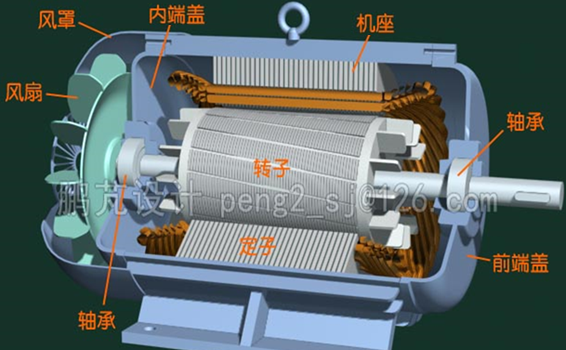 风罩
内端盖
机座
风扇
轴承
转子
鹏芃设计 peng2_sj@126.com
定子
前端盖
轴承